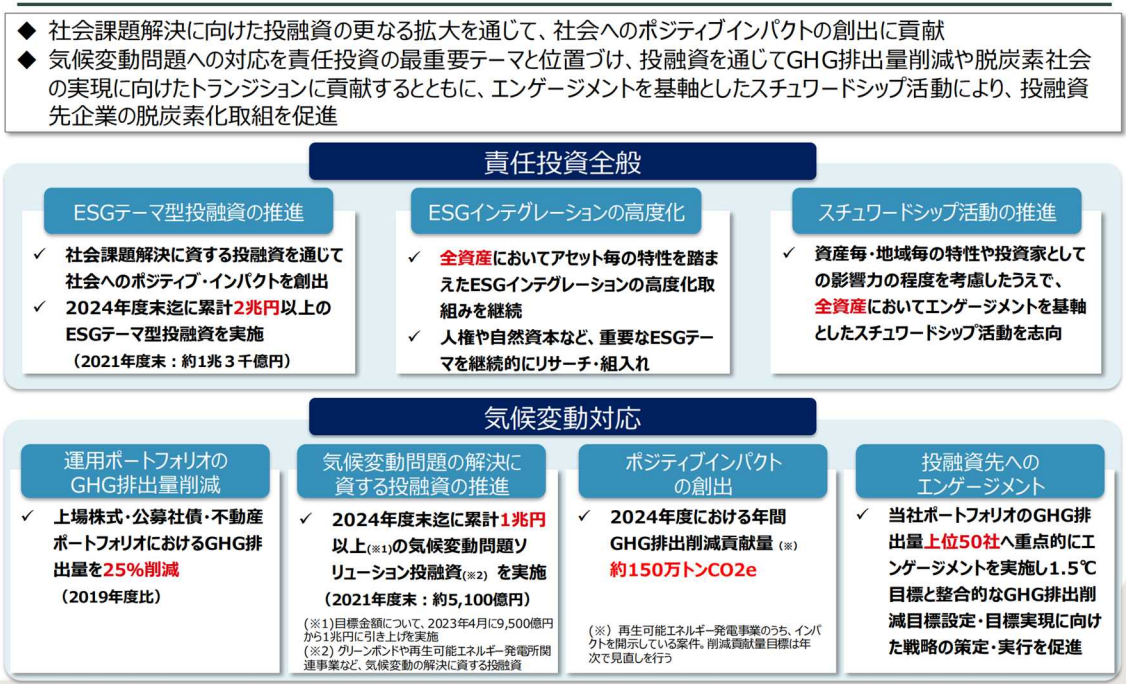 ◆ 社会課題解決に向けた投融資の更なる拡大を通じて、社会へのポジティブインパクトの創出に貢献
◆ 気候変動問題への対応を責任投資の最重要テーマと位置づけ、投融資を通じてGHG排出量削減や脱炭素社会
の実現に向けたトランジションに貢献するとともに、エンゲージメントを基軸としたスチュワードシップ活動により、投融資
先企業の脱炭素化取組を促進
責任投資全般
ESGテーマ型投融資の推進
✓ 社会課題解決に資する投融資を通じて
社会へのポジティブ・インパクトを創出
✓ 2024年度末迄に累計2兆円以上の
ESGテーマ型投融資を実施
（2021年度末：約1兆３千億円）
ESGインテグレーションの高度化
✓ 全資産においてアセット毎の特性を踏ま
えたESGインテグレーションの高度化取
組みを継続
✓ 人権や自然資本など、重要なESGテー
マを継続的にリサーチ・組入れ
スチュワードシップ活動の推進
✓ 資産毎・地域毎の特性や投資家として
の影響力の程度を考慮したうえで、
全資産においてエンゲージメントを基軸
としたスチュワードシップ活動を志向
気候変動対応
運用ポートフォリオの
GHG排出量削減
✓ 上場株式・公募社債・不動産
ポートフォリオにおけるGHG排
出量を25%削減
（2019年度比）
気候変動問題の解決に
資する投融資の推進
✓ 2024年度末迄に累計1兆円
以上(※1)の気候変動問題ソ
リューション投融資(※2) を実施
（2021年度末：約5,100億円）
(※1)目標金額について、2023年4月に9,500億円
から1兆円に引き上げを実施
(※2) グリーンボンドや再生可能エネルギー発電所関
連事業など、気候変動の解決に資する投融資
ポジティブインパクト
の創出
✓ 2024年度における年間
GHG排出削減貢献量 (※)
約150万トンCO2e
(※) 再生可能エネルギー発電事業のうち、インパ
クトを開示している案件。削減貢献量目標は年
次で見直しを行う
投融資先への
エンゲージメント
✓ 当社ポートフォリオのGHG排
出量上位50社へ重点的にエ
ンゲージメントを実施し1.5℃
目標と整合的なGHG排出削
減目標設定・目標実現に向け
た戦略の策定・実行を促進